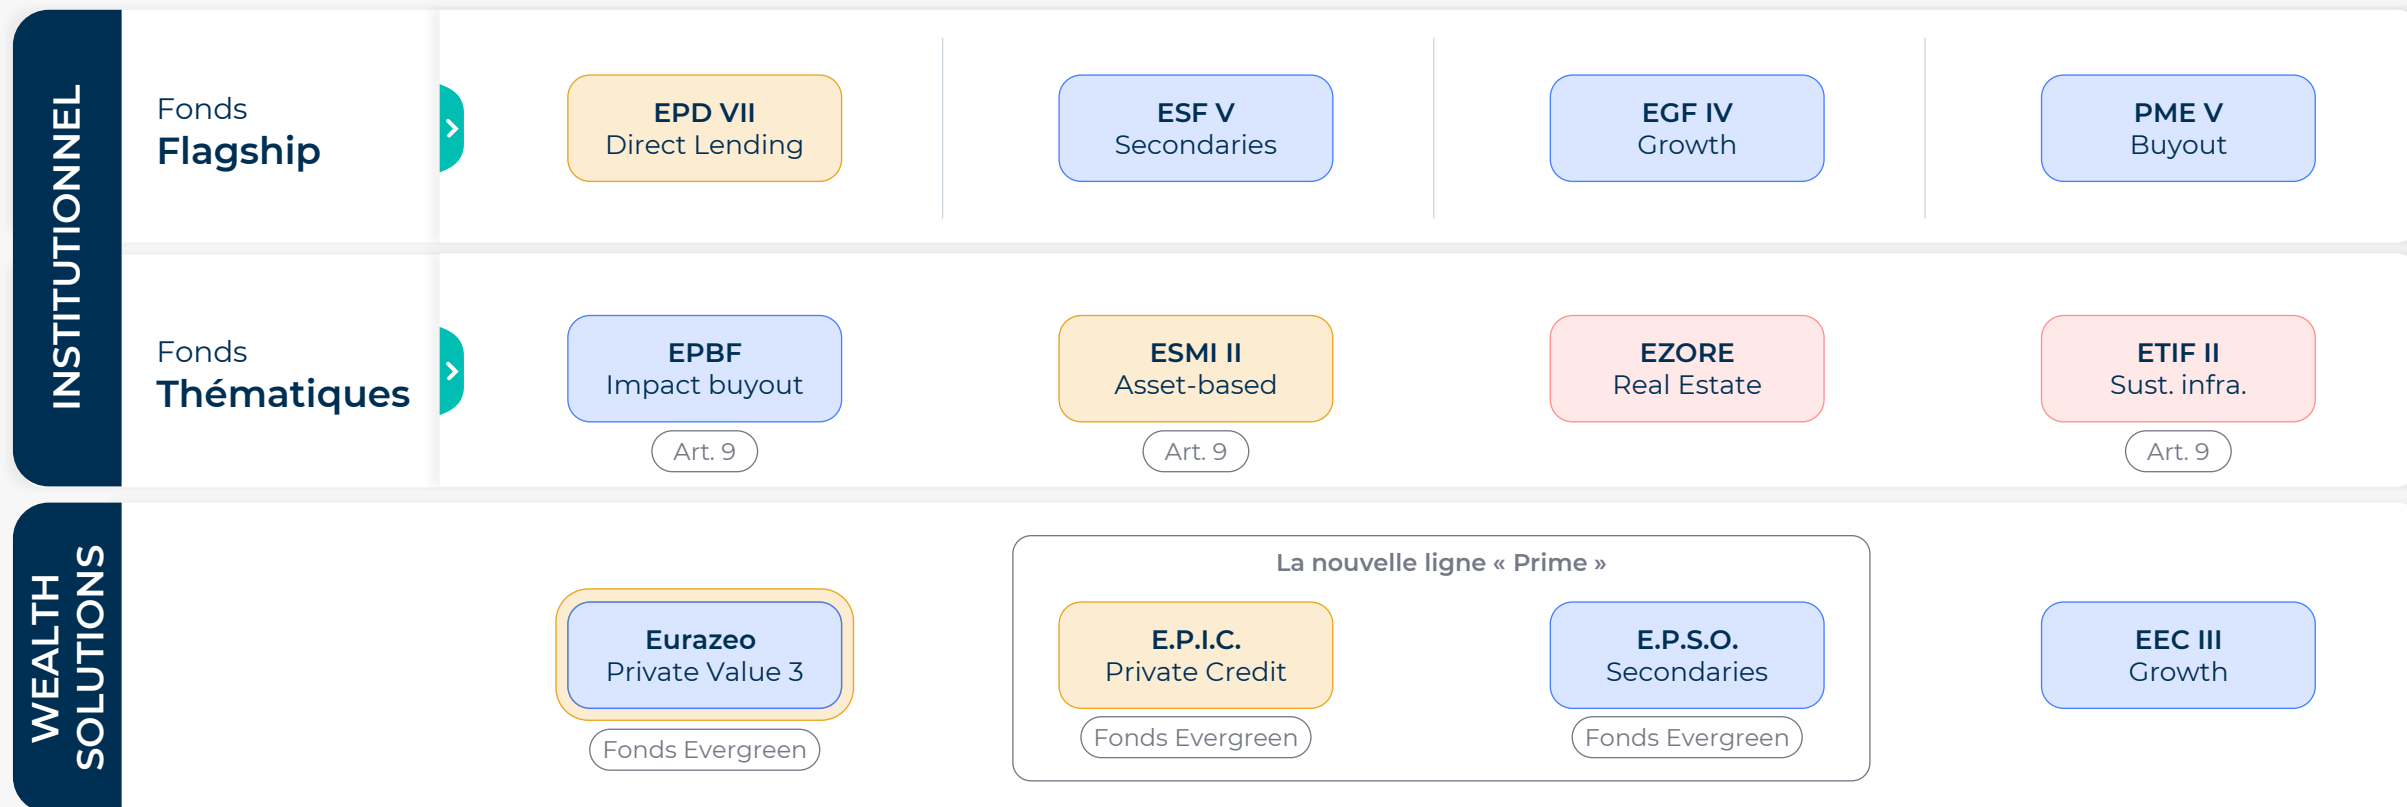 INSTITUTIONNEL
Fonds
Flagship
EPD VII
Direct Lending
ESF V
Secondaries
EGF IV
Growth
PME V
Buyout
Fonds
Thématiques
EPBF
Impact buyout
Art. 9
ESMI II
Asset-based
Art. 9
EZORE
Real Estate
ETIF II
Sust. infra.
Art. 9
WEALTH
SOLUTIONS
Eurazeo
Private Value 3
Fonds Evergreen
La nouvelle ligne « Prime »
E.P.I.C.
Private Credit
Fonds Evergreen
E.P.S.O.
Secondaries
Fonds Evergreen
EEC III
Growth